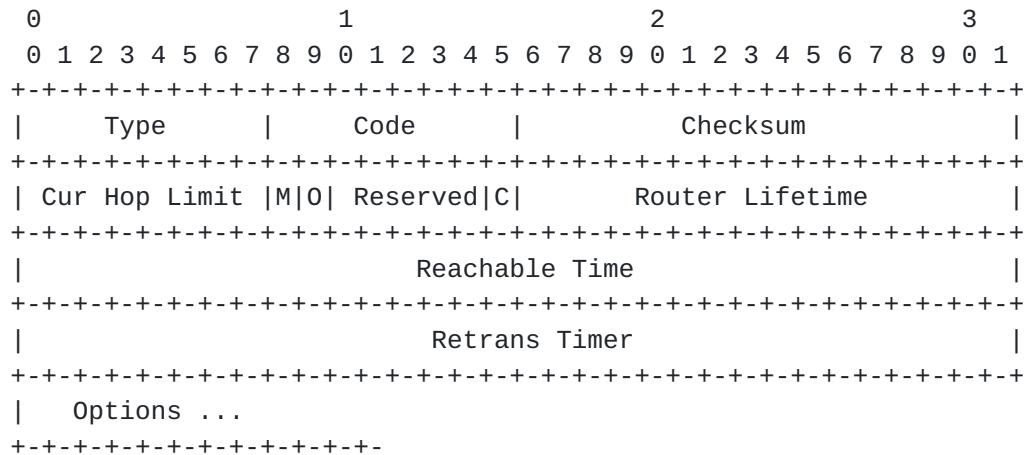 0                   1                   2                   3
 0 1 2 3 4 5 6 7 8 9 0 1 2 3 4 5 6 7 8 9 0 1 2 3 4 5 6 7 8 9 0 1
+-+-+-+-+-+-+-+-+-+-+-+-+-+-+-+-+-+-+-+-+-+-+-+-+-+-+-+-+-+-+-+-+
|     Type      |     Code      |          Checksum             |
+-+-+-+-+-+-+-+-+-+-+-+-+-+-+-+-+-+-+-+-+-+-+-+-+-+-+-+-+-+-+-+-+
| Cur Hop Limit |M|O| Reserved|C|       Router Lifetime         |
+-+-+-+-+-+-+-+-+-+-+-+-+-+-+-+-+-+-+-+-+-+-+-+-+-+-+-+-+-+-+-+-+
|                         Reachable Time                        |
+-+-+-+-+-+-+-+-+-+-+-+-+-+-+-+-+-+-+-+-+-+-+-+-+-+-+-+-+-+-+-+-+
|                          Retrans Timer                        |
+-+-+-+-+-+-+-+-+-+-+-+-+-+-+-+-+-+-+-+-+-+-+-+-+-+-+-+-+-+-+-+-+
|   Options ...
+-+-+-+-+-+-+-+-+-+-+-+-